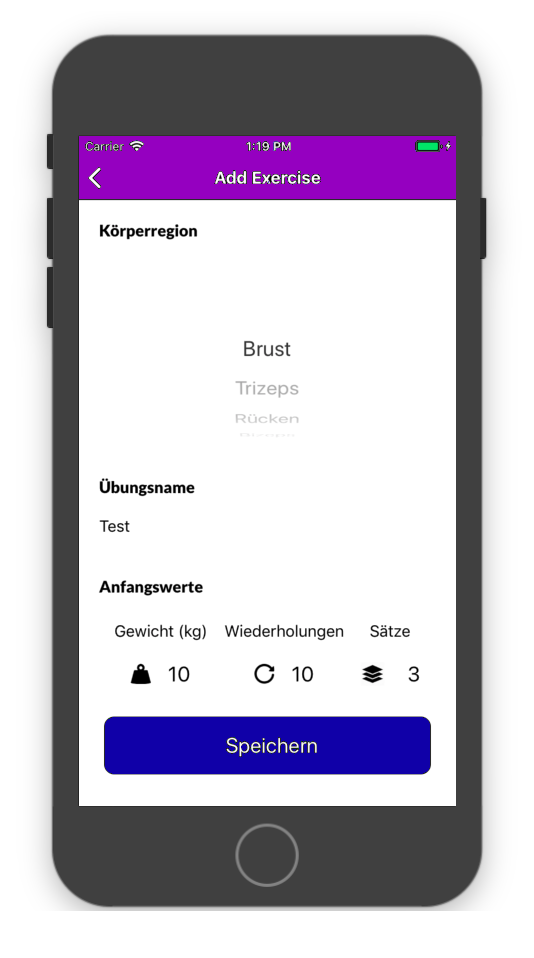 Carrier 1:19 PM
Add Exercise
Körperregion
Brust
Trizeps
Rücken
Übungsname
Test
Anfangswerte
Gewicht (kg) Wiederholungen Sätze
10 10 3
Speichern